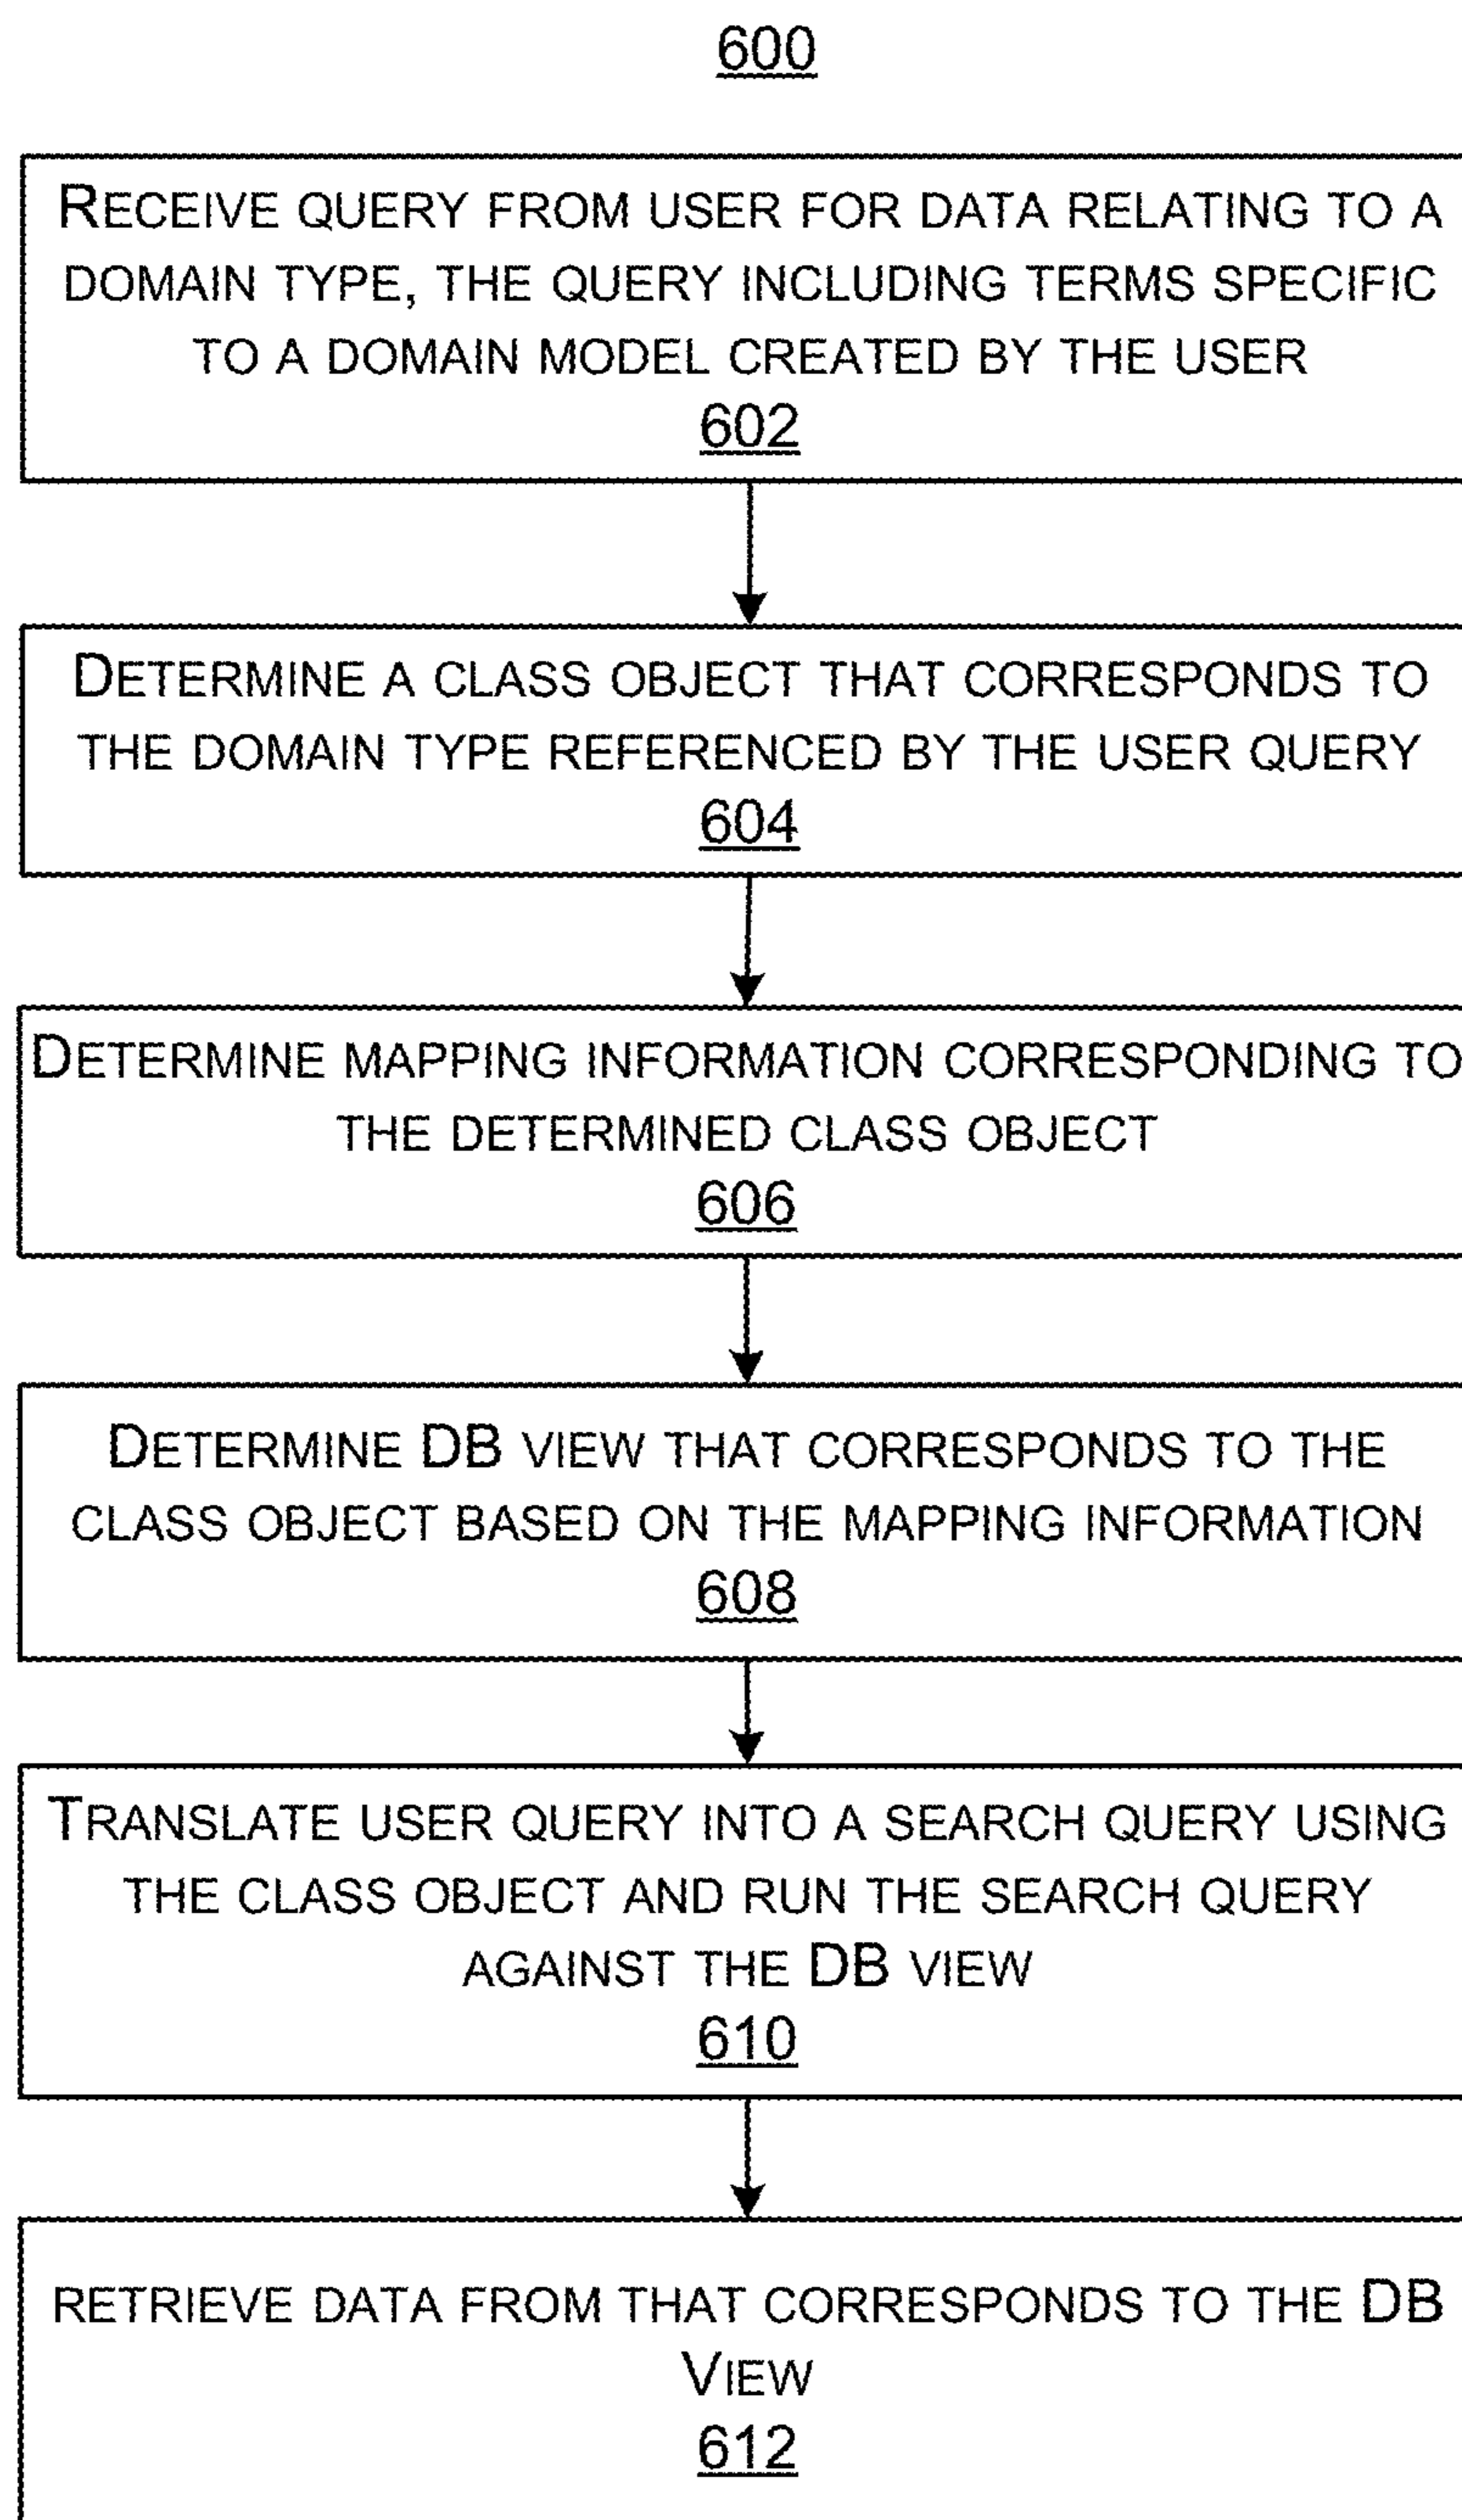 600
RECEIVE QUERY FROM USER FOR DATA RELATING TO A
DOMAIN TYPE, THE QUERY INCLUDING TERMS SPECIFIC
TO A DOMAIN MODEL CREATED BY THE USER
602
DETERMINE A CLASS OBJECT THAT CORRESPONDS TO
THE DOMAIN TYPE REFERENCED BY THE USER QUERY
604
DETERMINE MAPPING INFORMATION CORRESPONDING TO
THE DETERMINED CLASS OBJECT
606
DETERMINE DB VIEW THAT CORRESPONDS TO THE
CLASS OBJECT BASED ON THE MAPPING INFORMATION
608
TRANSLATE USER QUERY INTO A SEARCH QUERY USING
THE CLASS OBJECT AND RUN THE SEARCH QUERY
AGAINST THE DB VIEW
610
RETRIEVE DATA FROM THAT CORRESPONDS TO THE DB
VIEW
612